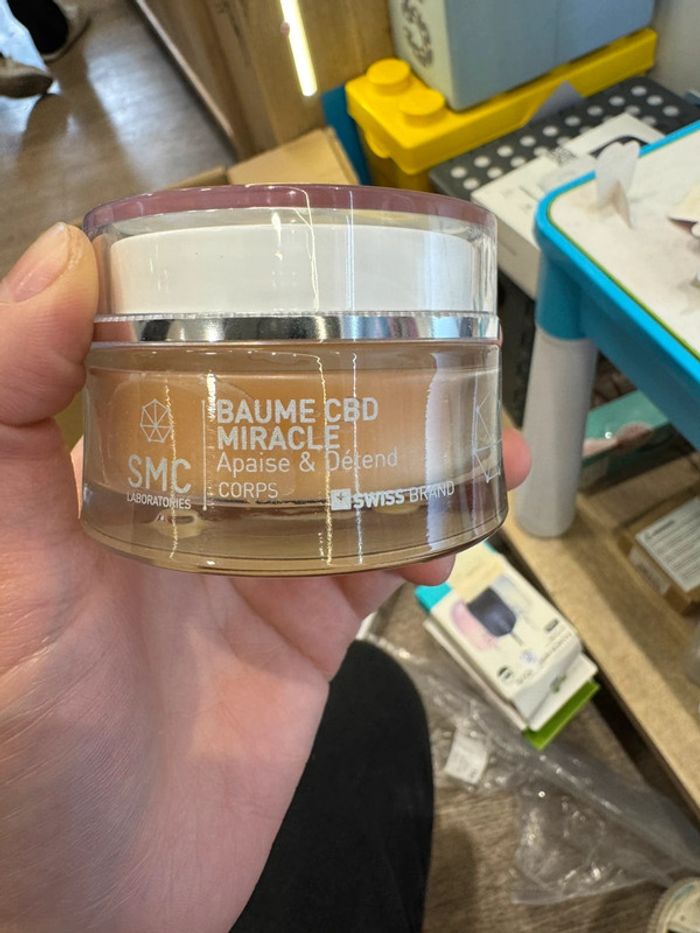 BAUME CBD
MIRACLE
Apaise & Détend
CORPS
SMC
LABORATORIES
SWISS BRAND